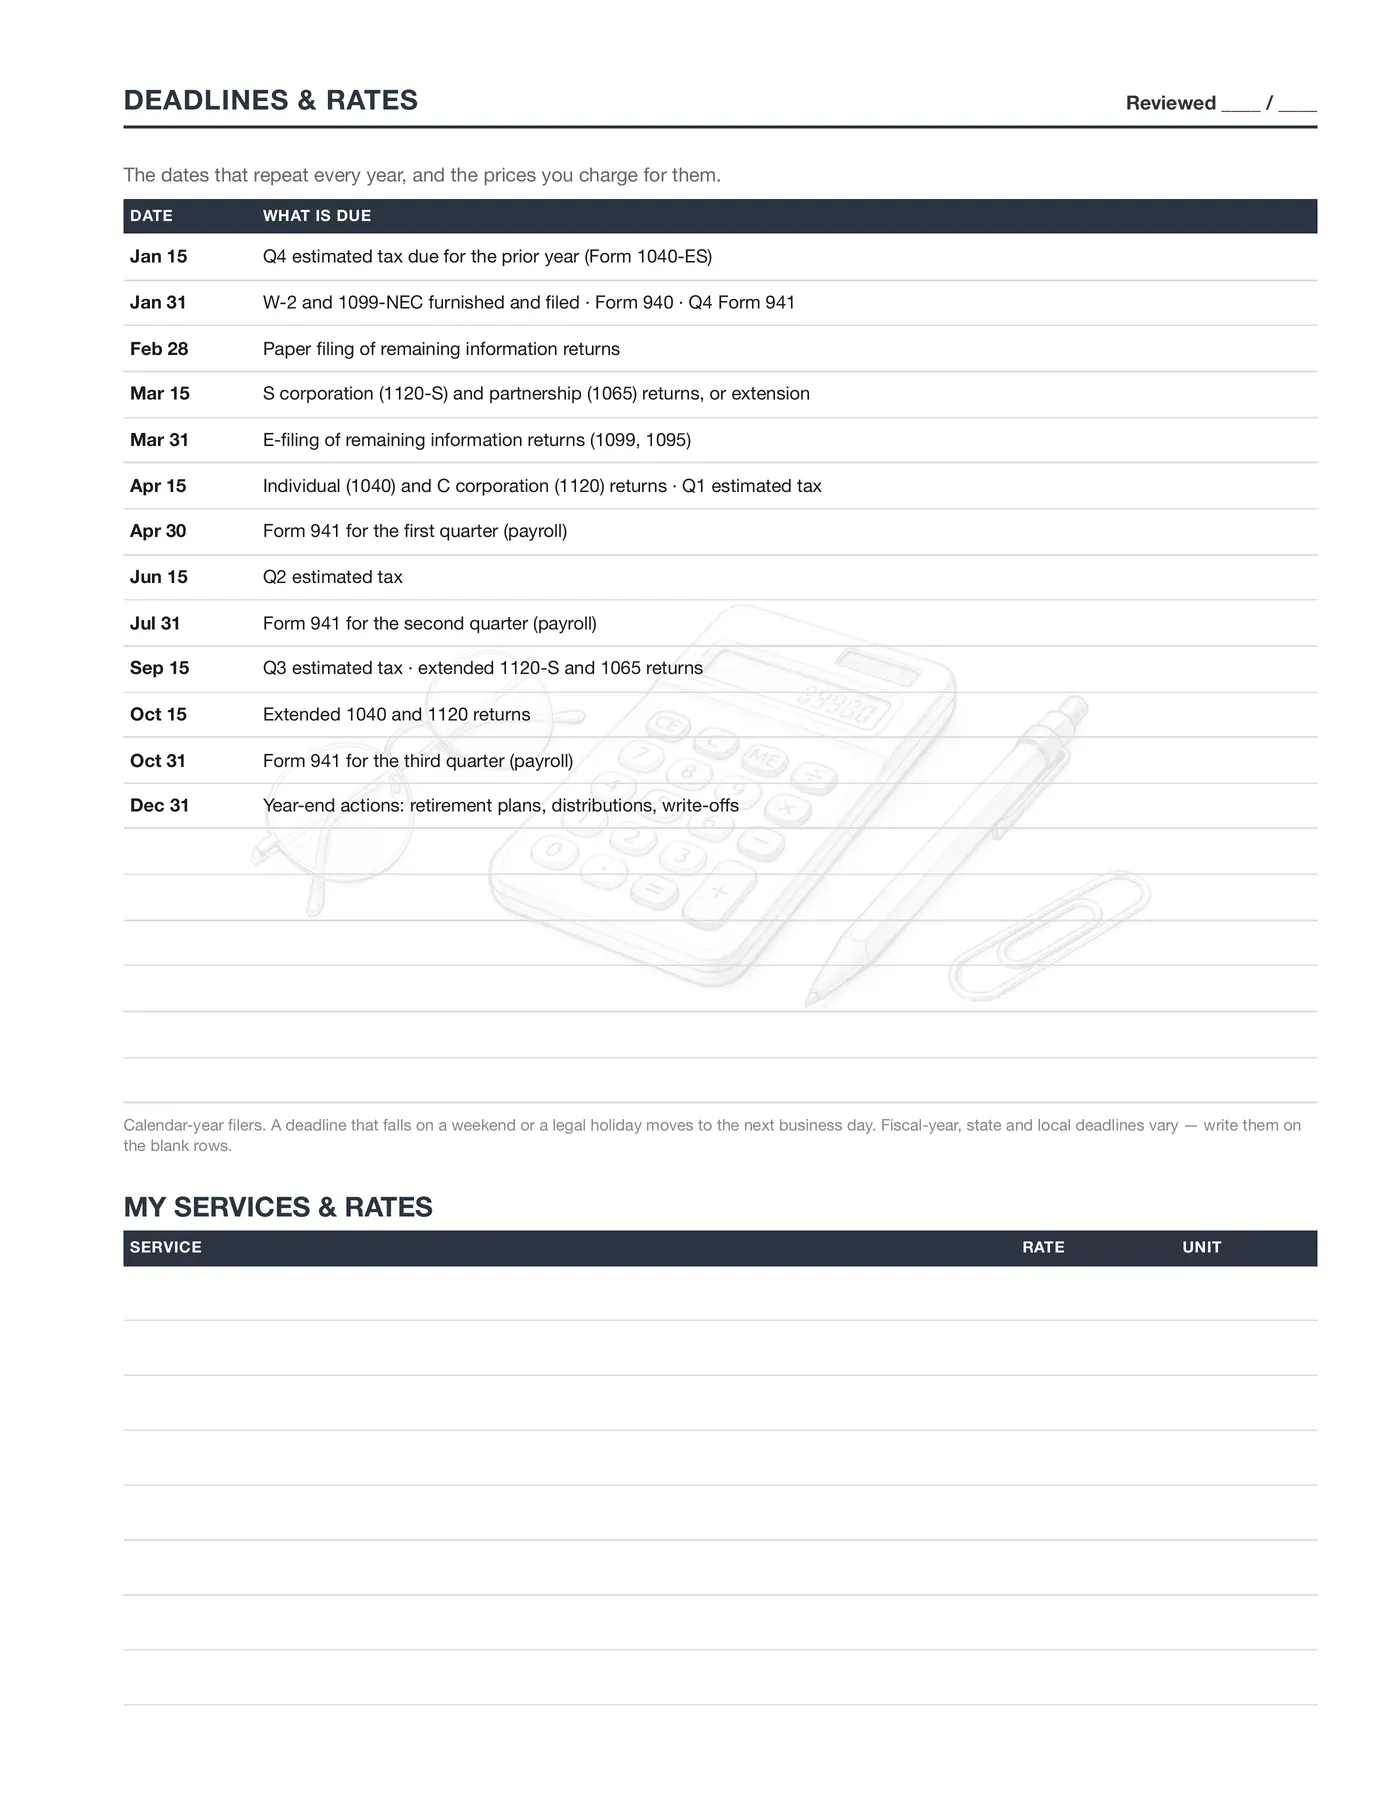 DEADLINES & RATES
Reviewed ____ / ____
The dates that repeat every year, and the prices you charge for them.
DATE WHAT IS DUE
Jan 15 Q4 estimated tax due for the prior year (Form 1040-ES)
Jan 31 W-2 and 1099-NEC furnished and filed · Form 940 · Q4 Form 941
Feb 28 Paper filing of remaining information returns
Mar 15 S corporation (1120-S) and partnership (1065) returns, or extension
Mar 31 E-filing of remaining information returns (1099, 1095)
Apr 15 Individual (1040) and C corporation (1120) returns · Q1 estimated tax
Apr 30 Form 941 for the first quarter (payroll)
Jun 15 Q2 estimated tax
Jul 31 Form 941 for the second quarter (payroll)
Sep 15 Q3 estimated tax · extended 1120-S and 1065 returns
Oct 15 Extended 1040 and 1120 returns
Oct 31 Form 941 for the third quarter (payroll)
Dec 31 Year-end actions: retirement plans, distributions, write-offs
Calendar-year filers. A deadline that falls on a weekend or a legal holiday moves to the next business day. Fiscal-year, state and local deadlines vary — write them on
the blank rows.
MY SERVICES & RATES
SERVICE RATE UNIT